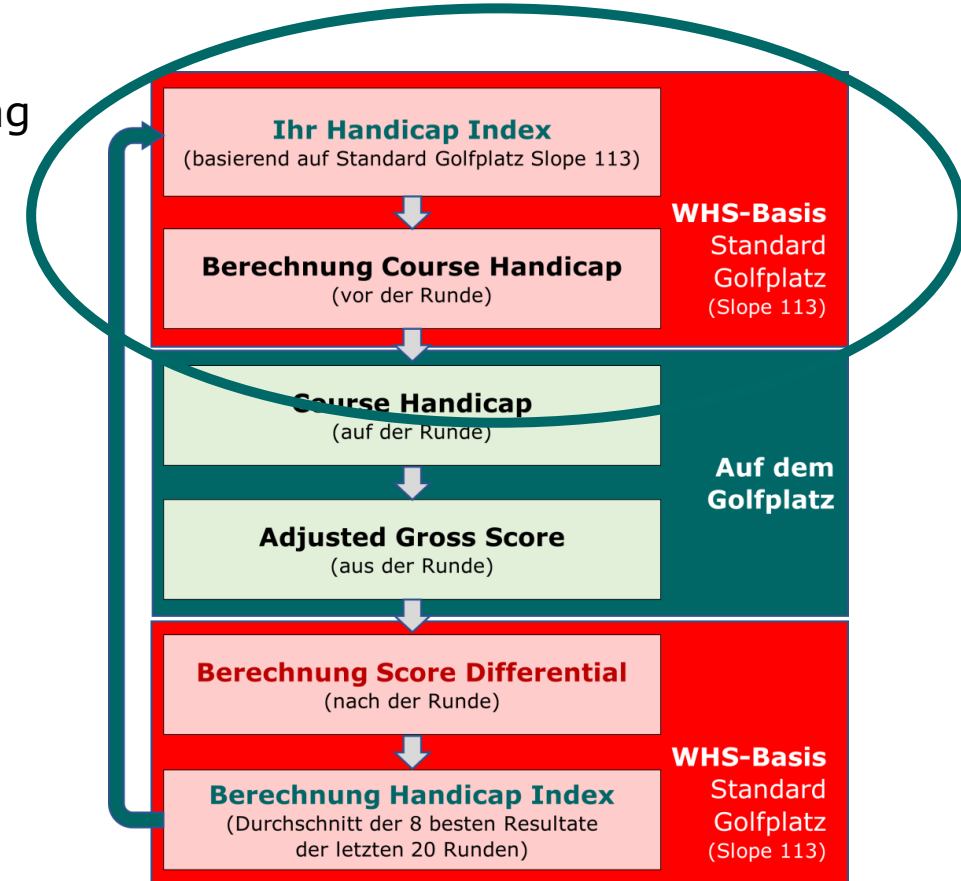 Ihr Handicap Index
(basierend auf Standard Golfplatz Slope 113)
Berechnung Course Handicap
(vor der Runde)
WHS-Basis
Standard
Golfplatz
(Slope 113)
Course Handicap
(auf der Runde)
Adjusted Gross Score
(aus der Runde)
Auf dem
Golfplatz
Berechnung Score Differential
(nach der Runde)
Berechnung Handicap Index
(Durchschnitt der 8 besten Resultate
der letzten 20 Runden)
WHS-Basis
Standard
Golfplatz
(Slope 113)